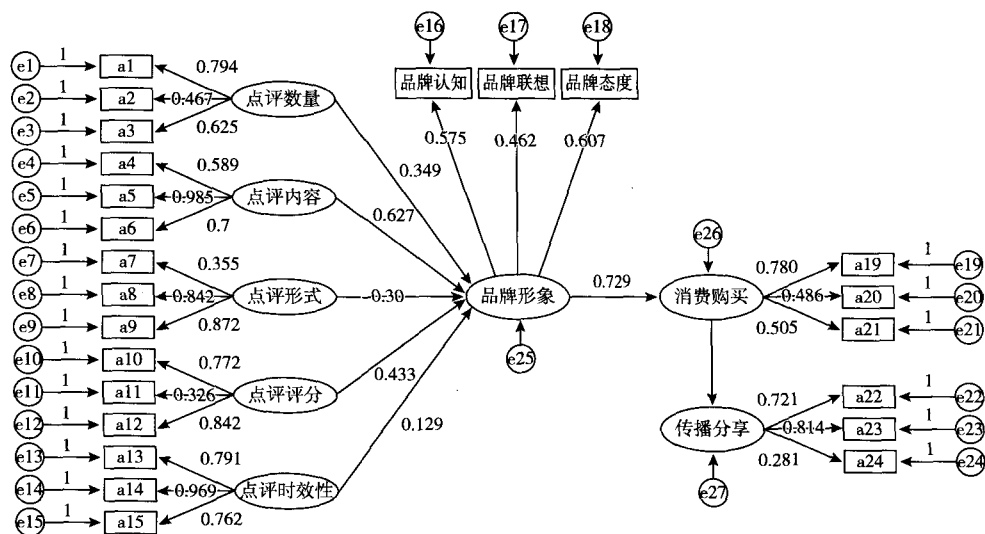 e16
e17
e18
品牌认知
品牌联想
品牌态度
0.575
0.462
0.607
e1
1
a1
0.794
e2
1
a2
0.467
点评数量
e3
1
a3
0.625
0.349
e4
1
a4
0.589
e5
1
a5
0.985
点评内容
0.627
e6
1
a6
0.7
e7
1
a7
0.355
e8
1
a8
0.842
点评形式
e9
1
a9
0.872
0.30
品牌形象
e25
0.729
e10
1
a10
0.772
e11
1
a11
0.326
点评评分
0.433
e12
1
a12
0.842
e13
1
a13
0.791
e14
1
a14
0.969
点评时效性
0.129
e15
1
a15
0.762
e26
消费购买
0.780
a19
1
e19
0.486
a20
1
e20
0.505
a21
1
e21
传播分享
e27
0.721
a22
1
e22
0.814
a23
1
e23
0.281
a24
1
e24